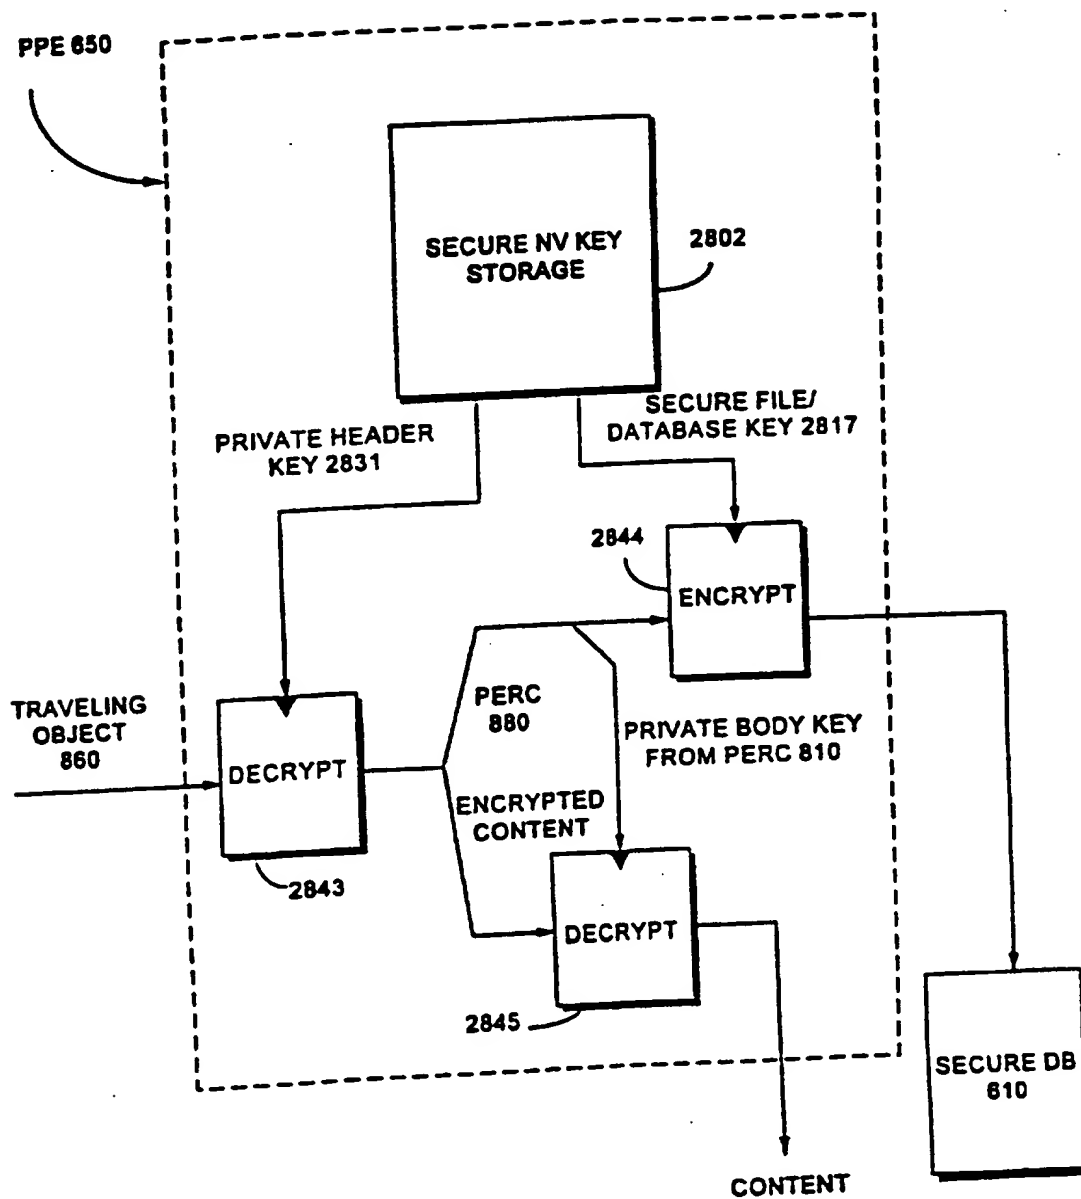 PPE 650
SECURE NV KEY
STORAGE
2802
PRIVATE HEADER
KEY 2831
SECURE FILE/
DATABASE KEY 2817
2844
ENCRYPT
TRAVELING
OBJECT
860
DECRYPT
PERC
880
PRIVATE BODY KEY
FROM PERC 810
ENCRYPTED
CONTENT
2843
DECRYPT
2845
SECURE DB
610
CONTENT